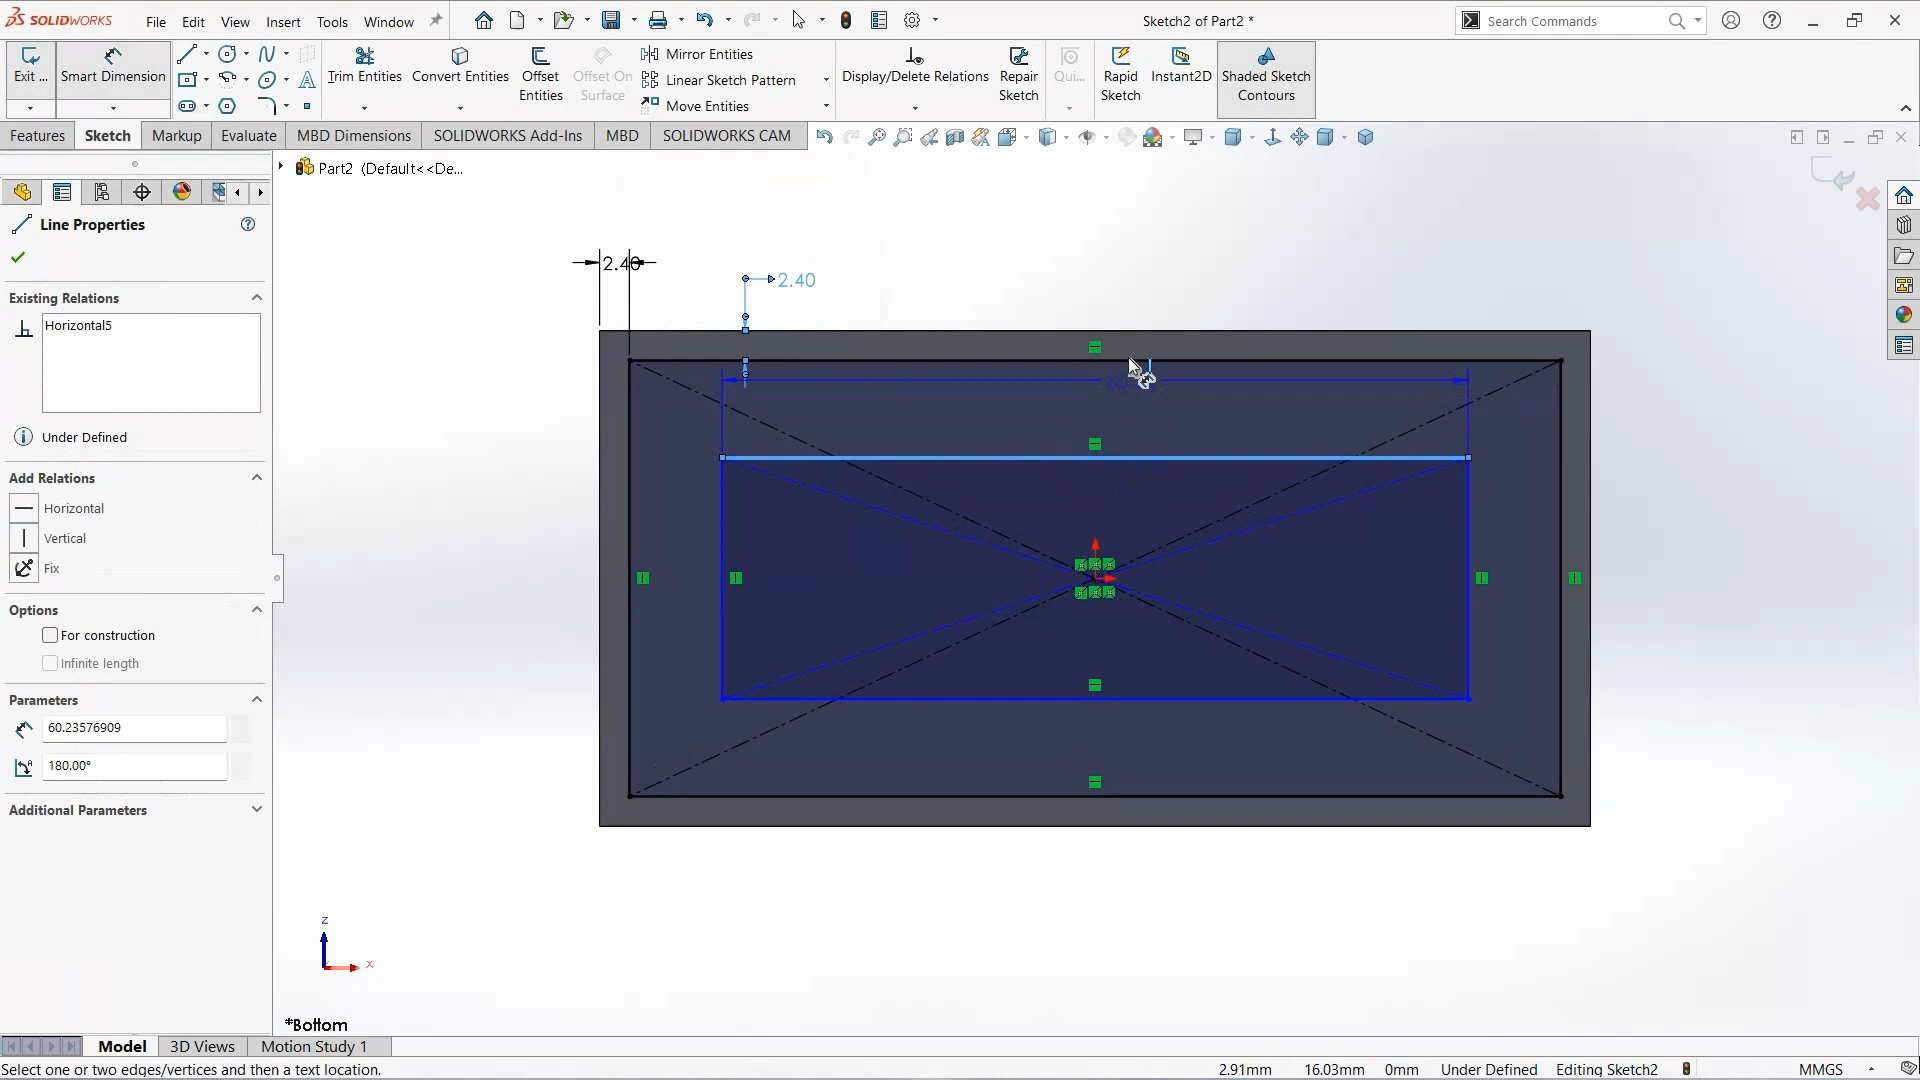 SOLIDWORKS
File Edit View Insert Tools Window
Sketch2 of Part2 *
Search Commands
Exit ...
Smart Dimension
Trim Entities
Convert Entities
Offset Entities
Offset On Surface
Mirror Entities
Linear Sketch Pattern
Move Entities
Display/Delete Relations
Repair Sketch
Qui...
Rapid Sketch
Instant2D
Shaded Sketch Contours
Features Sketch Markup Evaluate MBD Dimensions SOLIDWORKS Add-Ins MBD SOLIDWORKS CAM
Part2 (Default<<De...
Line Properties
Existing Relations
Horizontal5
Under Defined
Add Relations
Horizontal
Vertical
Fix
Options
For construction
Infinite length
Parameters
60.23576909
180.00°
Additional Parameters
2.40
2.40
z
x
*Bottom
Model 3D Views Motion Study 1
Select one or two edges/vertices and then a text location.
2.91mm 16.03mm 0mm Under Defined Editing Sketch2 MMGS